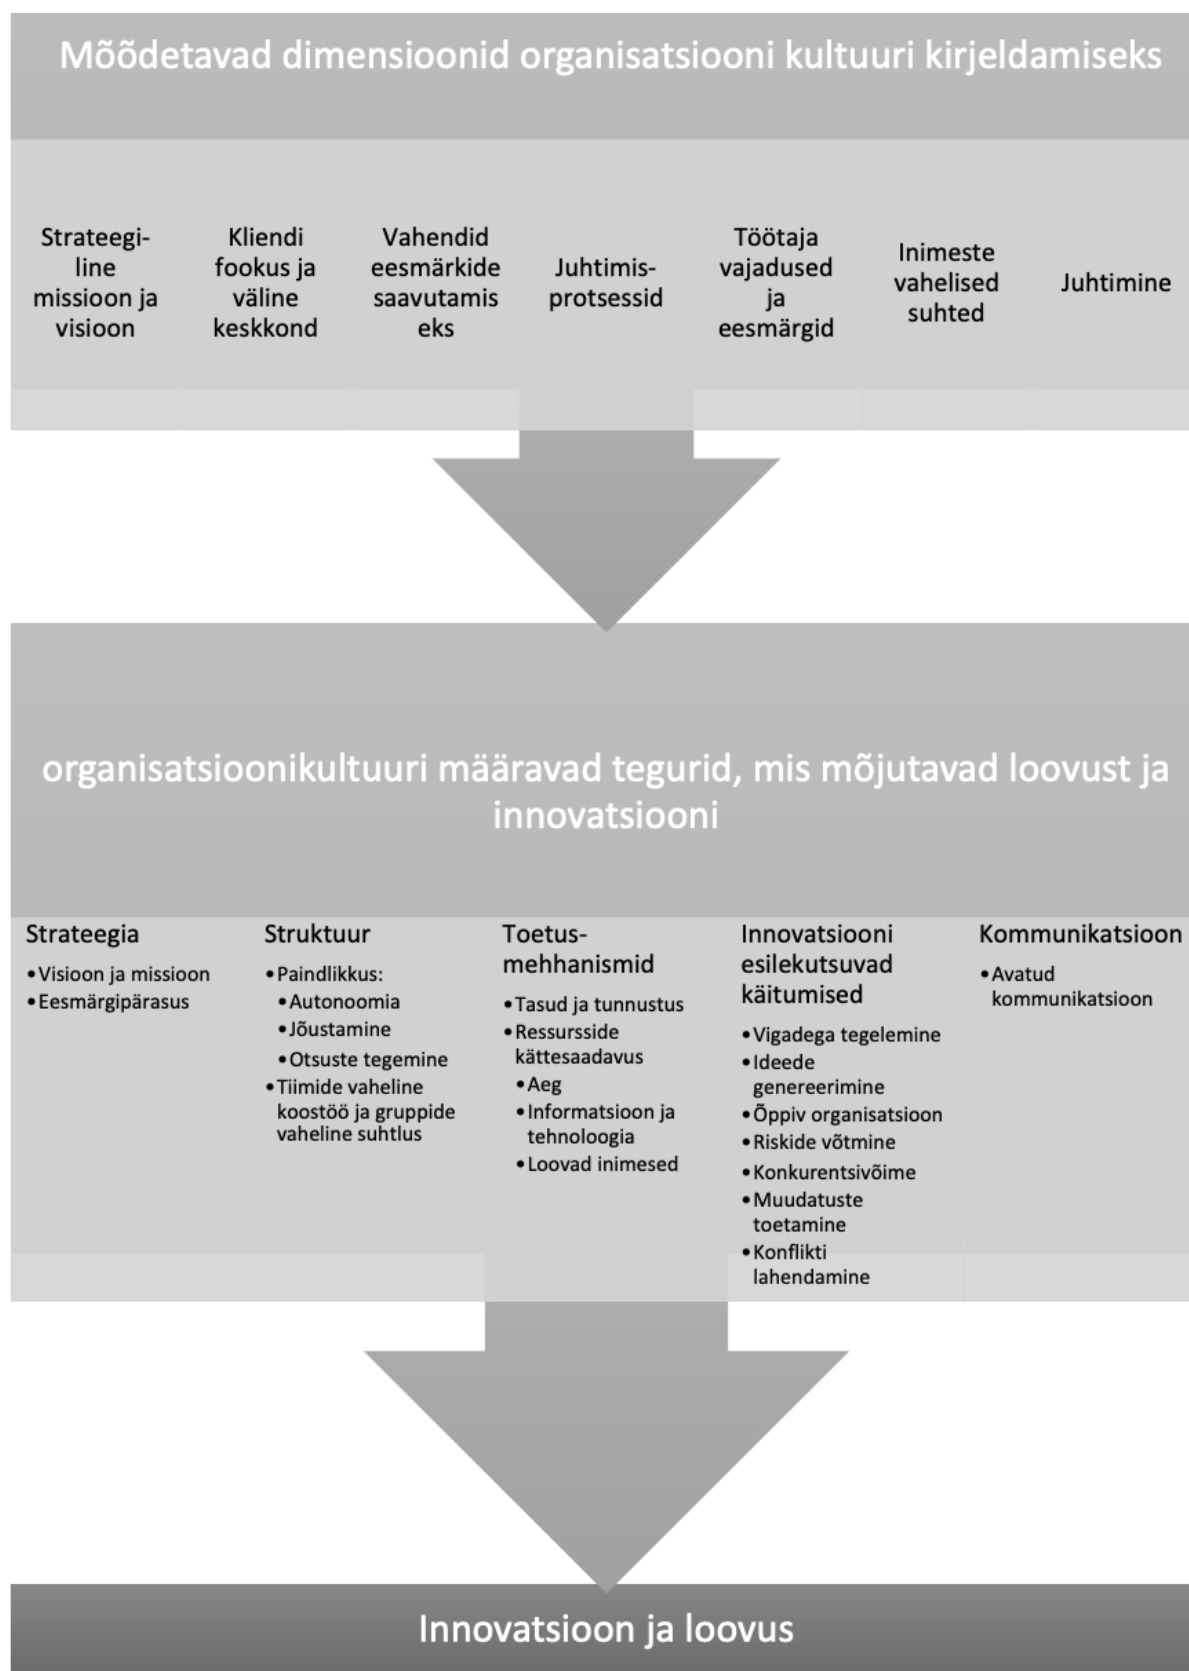 Mõõdetavad dimensioonid organisatsiooni kultuuri kirjeldamiseks
Strateegi-
line
missioon ja
visioon
Kliendi
fookus ja
väline
keskkond
Vahendid
eesmärkide
saavutamis
eks
Juhtimis-
protsessid
Töötaja
vajadused
ja
eesmärgid
Inimeste
vahelised
suhted
Juhtimine
organisatsioonikultuuri määravad tegurid, mis mõjutavad loovust ja
innovatsiooni
Strateegia
•Visioon ja missioon
•Eesmärgipärasus
Struktuur
•Paindlikkus:
•Autonoomia
•Jõustamine
•Otsuste tegemine
•Tiimide vaheline
koostöö ja gruppide
vaheline suhtlus
Toetus-
mehhanismid
•Tasud ja tunnustus
•Ressursside
kättesaadavus
•Aeg
•Informatsioon ja
tehnoloogia
•Loovad inimesed
Innovatsiooni
esilekutsuvad
käitumised
•Vigadega tegelemine
•Ideede
genereerimine
•Õppiv organisatsioon
•Riskide võtmine
•Konkurentsivõime
•Muudatuste
toetamine
•Konflikti
lahendamine
Kommunikatsioon
•Avatud
kommunikatsioon
Innovatsioon ja loovus